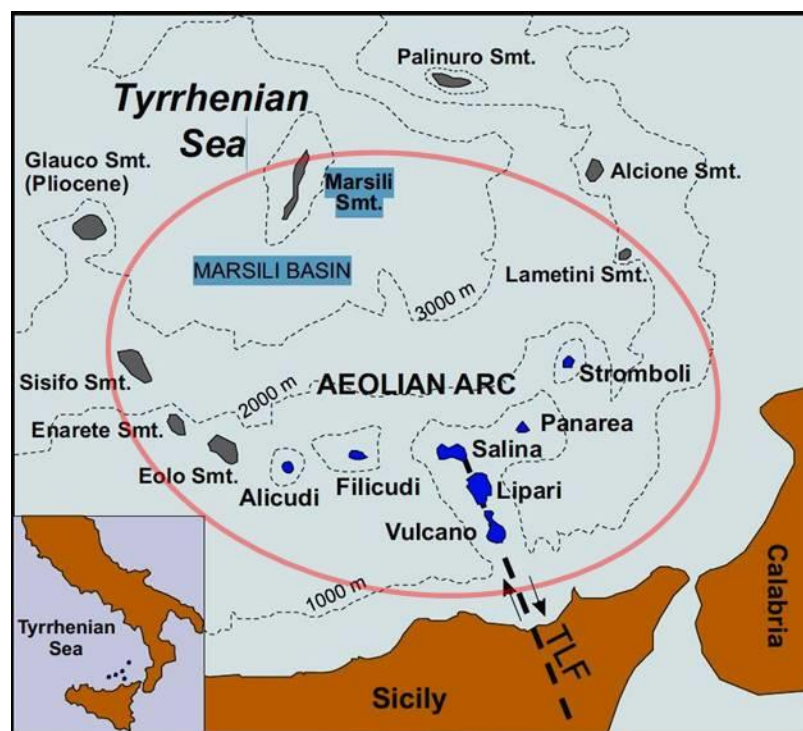 Palinuro Smt.
Tyrrhenian
Sea
Glauco Smt.
(Pliocene)
Marsili
Smt.
Alcione Smt.
MARSILI BASIN
Lametini Smt.
3000 m
Sisifo Smt.
2000 m
AEOLIAN ARC
Stromboli
Enarete Smt.
Panarea
Eolo Smt.
Salina
Alicudi
Filicudi
Lipari
Vulcano
1000 m
Calabria
Tyrrhenian
Sea
TLF
Sicily